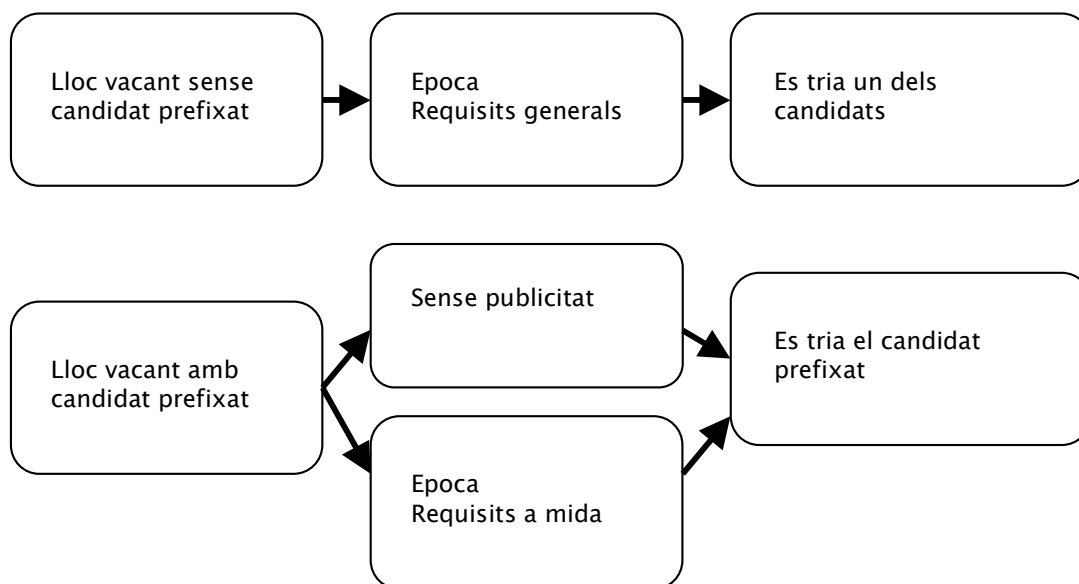 Lloc vacant sense
candidat prefixat
Epoca
Requisits generals
Es tria un dels
candidats
Lloc vacant amb
candidat prefixat
Sense publicitat
Epoca
Requisits a mida
Es tria el candidat
prefixat